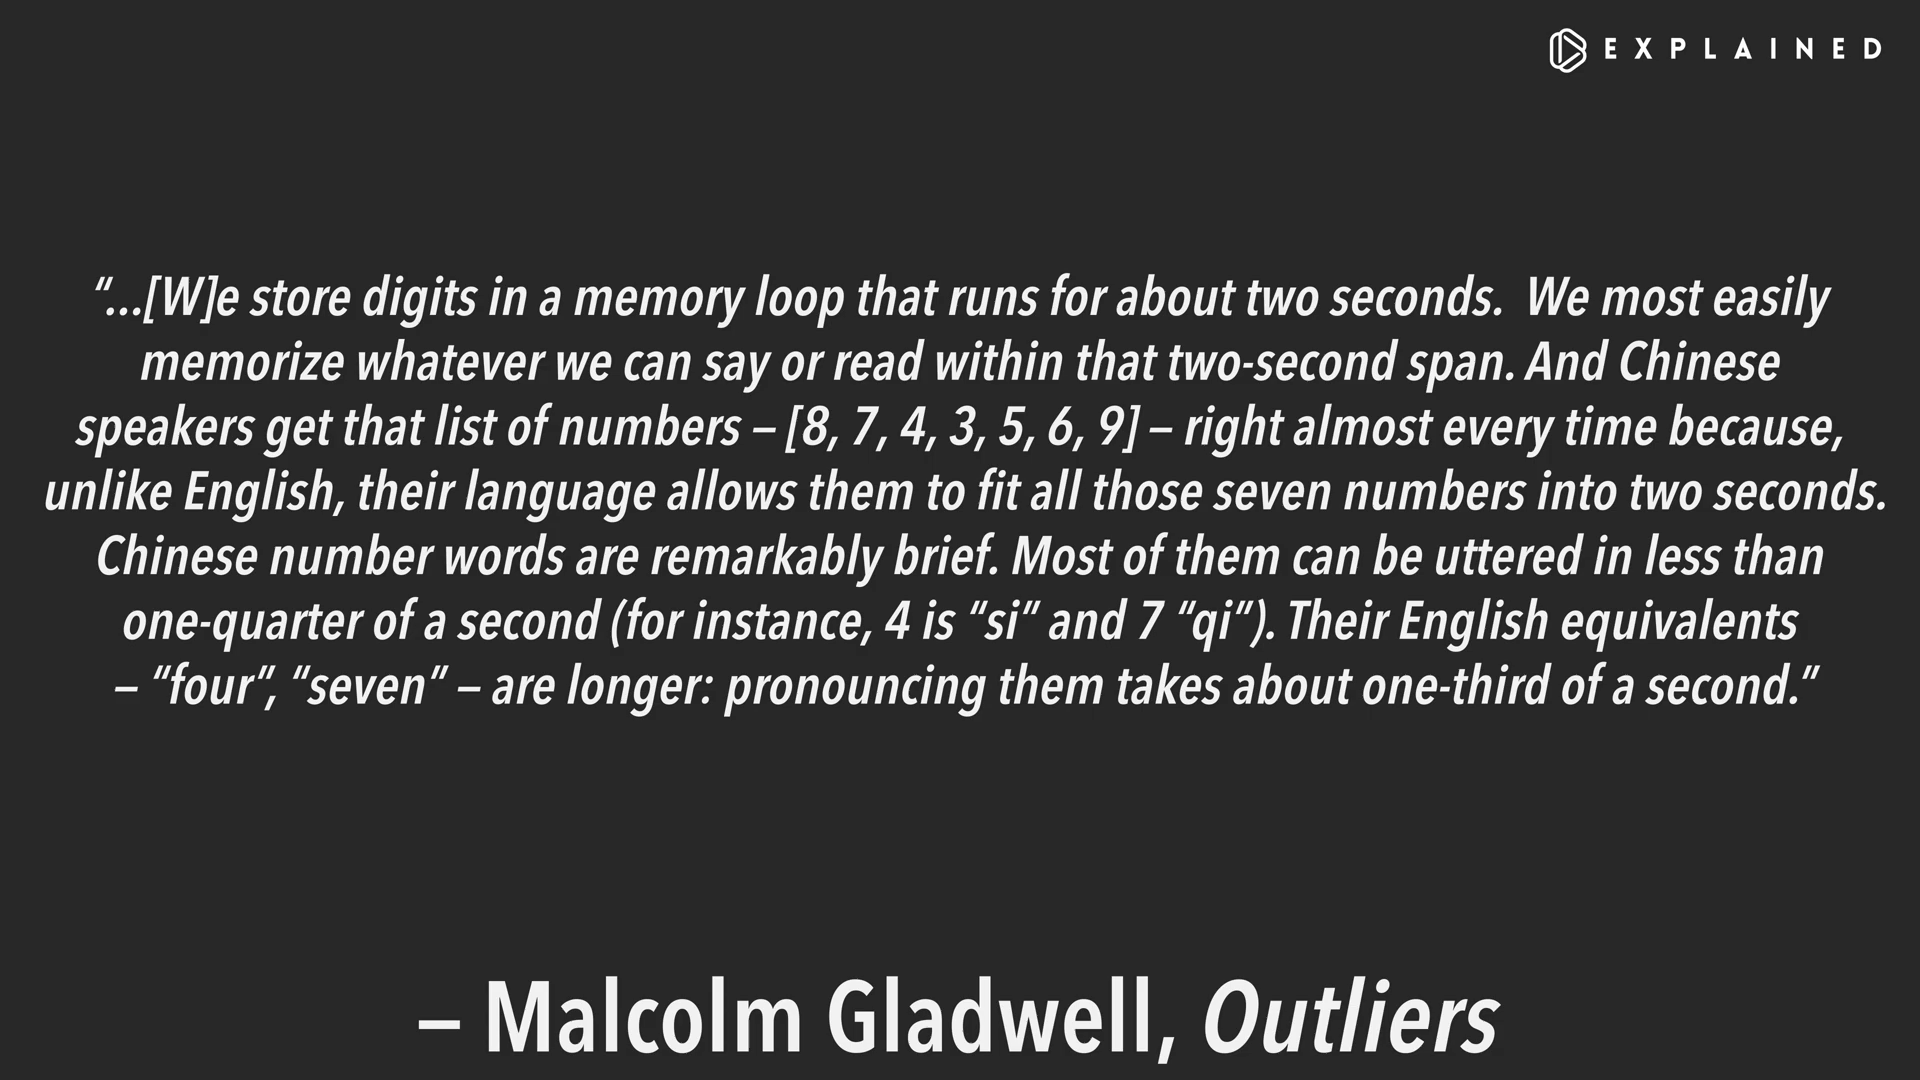 EXPLAINED
“...[W]e store digits in a memory loop that runs for about two seconds.  We most easily
memorize whatever we can say or read within that two-second span. And Chinese
speakers get that list of numbers – [8, 7, 4, 3, 5, 6, 9] – right almost every time because,
unlike English, their language allows them to fit all those seven numbers into two seconds.
Chinese number words are remarkably brief. Most of them can be uttered in less than
one-quarter of a second (for instance, 4 is “si” and 7 “qi”). Their English equivalents
– “four“, “seven” – are longer: pronouncing them takes about one-third of a second.”
– Malcolm Gladwell, Outliers